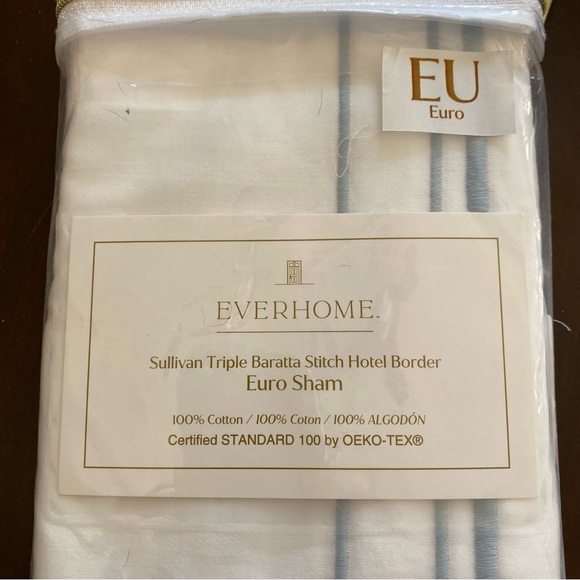 EU
Euro
EVERHOME™
Sullivan Triple Baratta Stitch Hotel Border
Euro Sham
100% Cotton / 100% Coton / 100% ALGODÓN
Certified STANDARD 100 by OEKO-TEX®